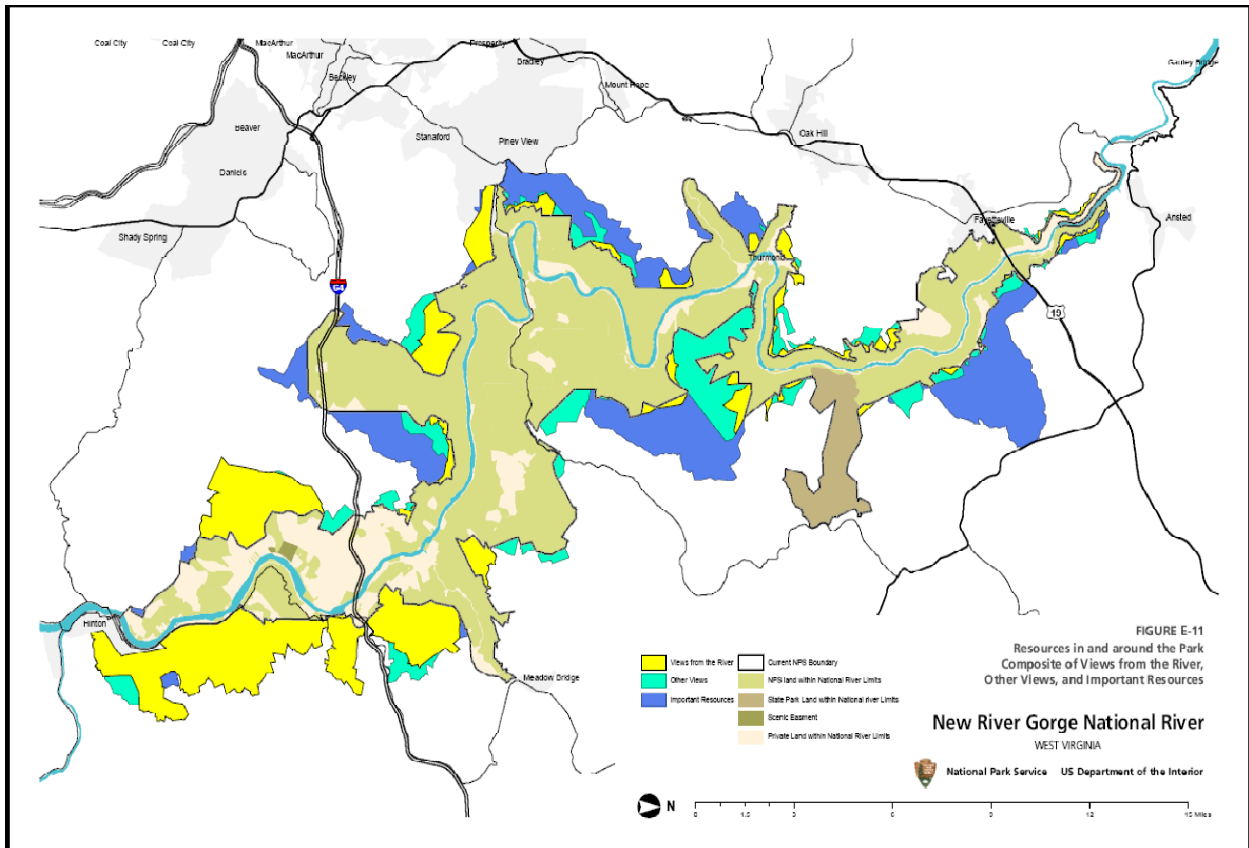 Coal City
Coal City
MacArthur
MacArthur
Beckley
Prosperity
Bradley
Mount Hope
Gauley Bridge
Beaver
Stanaford
Piney View
Oak Hill
Daniels
Shady Spring
Fayetteville
Ansted
Thurmond
64
19
Hinton
Meadow Bridge
FIGURE E-11
Resources in and around the Park
Composite of Views from the River,
Other Views, and Important Resources
Views from the River
Other Views
Important Resources
Current NPS Boundary
NPS land within National River Limits
State Park Land within National river Limits
Scenic Easment
Private Land within National River Limits
New River Gorge National River
WEST VIRGINIA
National Park Service US Department of the Interior
N
0 1.5 3 6 9 12 15 Miles